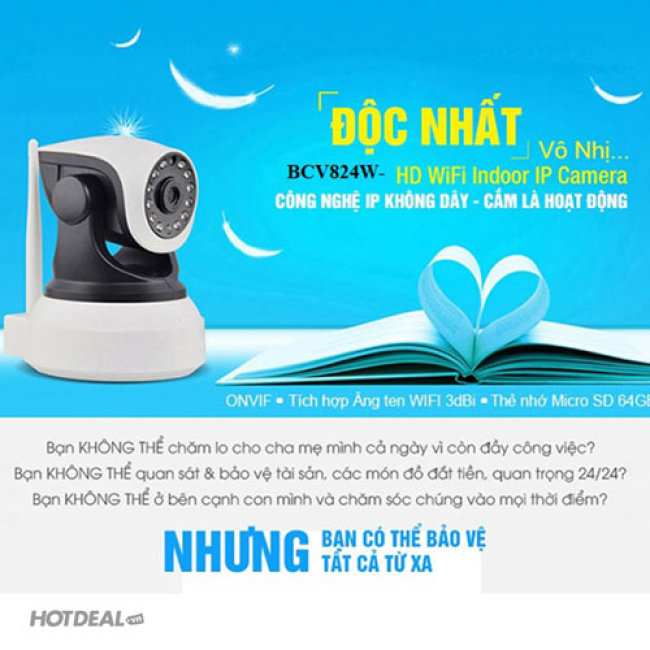 ĐỘC NHẤT
Vô Nhị...
BCV824W- HD WiFi Indoor IP Camera
CÔNG NGHỆ IP KHÔNG DÂY - CẮM LÀ HOẠT ĐỘNG
ONVIF • Tích hợp Ăng ten WIFI 3dBi • Thẻ nhớ Micro SD 64GB
Bạn KHÔNG THỂ chăm lo cho cha mẹ mình cả ngày vì còn đầy công việc?
Bạn KHÔNG THỂ quan sát & bảo vệ tài sản, các món đồ đắt tiền, quan trọng 24/24?
Bạn KHÔNG THỂ ở bên cạnh con mình và chăm sóc chúng vào mọi thời điểm?
NHƯNG BẠN CÓ THỂ BẢO VỆ
TẤT CẢ TỪ XA
HOTDEAL.vn